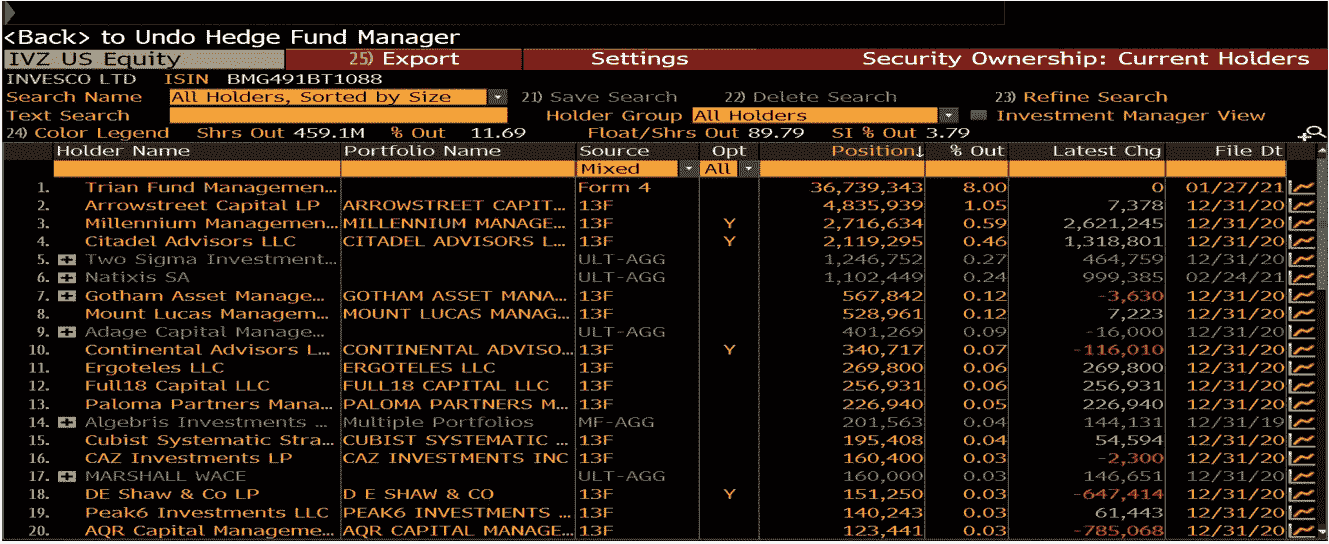 <Back> to Undo Hedge Fund Manager
IVZ US Equity 25) Export Settings Security Ownership: Current Holders
INVESCO LTD ISIN BMG491BT1088
Search Name All Holders, Sorted by Size 21) Save Search 22) Delete Search 23) Refine Search
Text Search Holder Group All Holders Investment Manager View
24) Color Legend Shrs Out 459.1M % Out 11.69 Float/Shrs Out 89.79 SI % Out 3.79
Holder Name Portfolio Name Source Opt Position↓ % Out Latest Chg File Dt
Mixed All
1. Trian Fund Managemen... Form 4 36,739,343 8.00 0 01/27/21
2. Arrowstreet Capital LP ARROWSTREET CAPIT... 13F 4,835,939 1.05 7,378 12/31/20
3. Millennium Managemen... MILLENNIUM MANAGE... 13F Y 2,716,634 0.59 2,621,245 12/31/20
4. Citadel Advisors LLC CITADEL ADVISORS L... 13F Y 2,119,295 0.46 1,318,801 12/31/20
5. Two Sigma Investment... ULT-AGG 1,246,752 0.27 464,759 12/31/20
6. Natixis SA ULT-AGG 1,102,449 0.24 999,385 02/24/21
7. Gotham Asset Manage... GOTHAM ASSET MANA... 13F 567,842 0.12 -3,630 12/31/20
8. Mount Lucas Managem... MOUNT LUCAS MANAG... 13F 528,961 0.12 7,223 12/31/20
9. Adage Capital Manage... ULT-AGG 401,269 0.09 -16,000 12/31/20
10. Continental Advisors L... CONTINENTAL ADVISO... 13F Y 340,717 0.07 -116,010 12/31/20
11. Ergoteles LLC ERGOTELES LLC 13F 269,800 0.06 269,800 12/31/20
12. Full18 Capital LLC FULL18 CAPITAL LLC 13F 256,931 0.06 256,931 12/31/20
13. Paloma Partners Mana... PALOMA PARTNERS M... 13F 226,940 0.05 226,940 12/31/20
14. Algebris Investments ... Multiple Portfolios MF-AGG 201,563 0.04 144,131 12/31/19
15. Cubist Systematic Stra... CUBIST SYSTEMATIC ... 13F 195,408 0.04 54,594 12/31/20
16. CAZ Investments LP CAZ INVESTMENTS INC 13F 160,400 0.03 -2,300 12/31/20
17. MARSHALL WACE ULT-AGG 160,000 0.03 146,651 12/31/20
18. DE Shaw & Co LP D E SHAW & CO 13F Y 151,250 0.03 -647,414 12/31/20
19. Peak6 Investments LLC PEAK6 INVESTMENTS ... 13F 140,243 0.03 61,443 12/31/20
20. AQR Capital Manageme... AQR CAPITAL MANAGE... 13F 123,441 0.03 -785,068 12/31/20